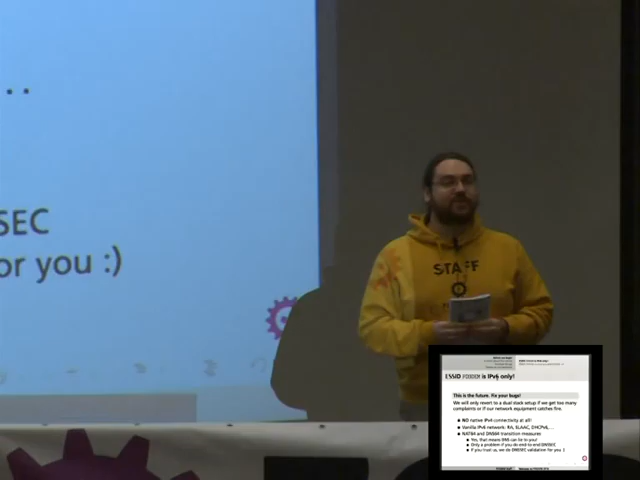 ..
SEC
or you :)
STAFF
ESSID FOSDEM is IPv6 only!
This is the future. Fix your bugs!
We will only revert to a dual stack setup if we get too many
complaints or if our network equipment catches fire.
NO native IPv4 connectivity at all!
Vanilla IPv6 network: RA, SLAAC, DHCPv6, ...
NAT64 and DNS64 transition measures
Yes, that means DNS can lie to you!
Only a problem if you do end to end DNSSEC
If you trust us, we do DNSSEC validation for you :)